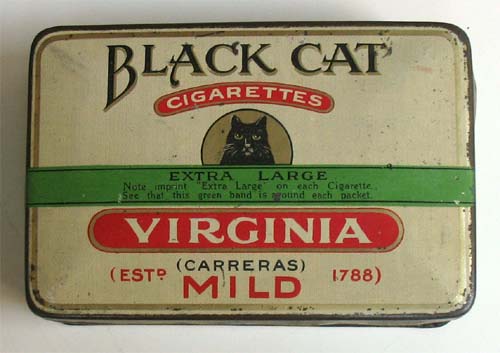 BLACK CAT
CIGARETTES
EXTRA LARGE
Note imprint "Extra Large" on each Cigarette.
See that this green band is around each packet.
VIRGINIA
(CARRERAS)
(ESTD MILD 1788)